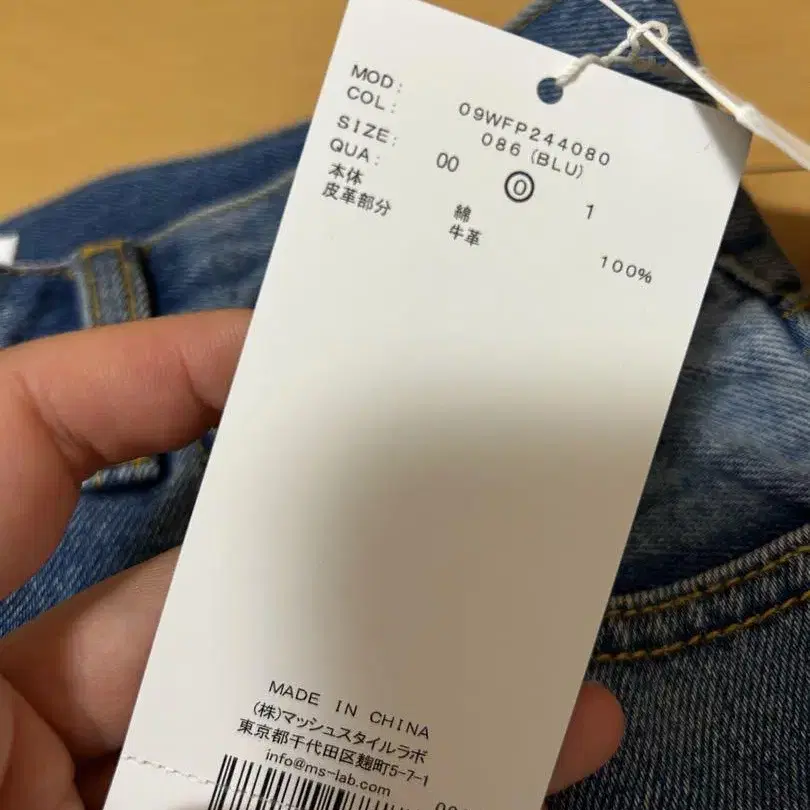 MOD: 09WFP244080
COL: 086 (BLU)
SIZE: 00 0 1
QUA:
本体 綿 100%
皮革部分 牛革
MADE IN CHINA
(株)マッシュスタイルラボ
東京都千代田区麹町5-7-1
info@ms-lab.com